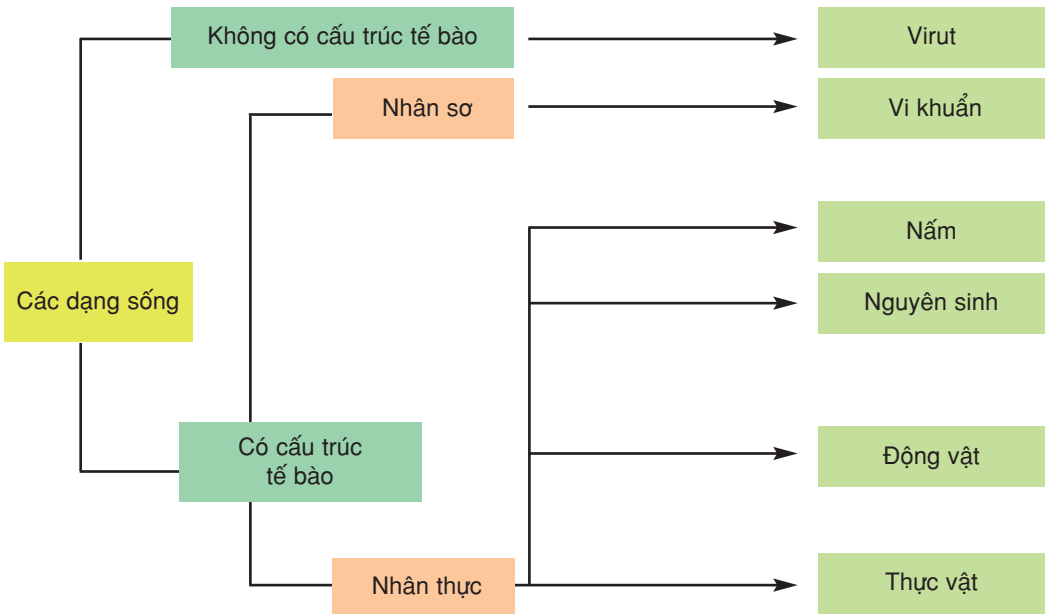 Không có cấu trúc tế bào
Virut
Nhân sơ
Vi khuẩn
Nấm
Các dạng sống
Nguyên sinh
Có cấu trúc
tế bào
Động vật
Nhân thực
Thực vật